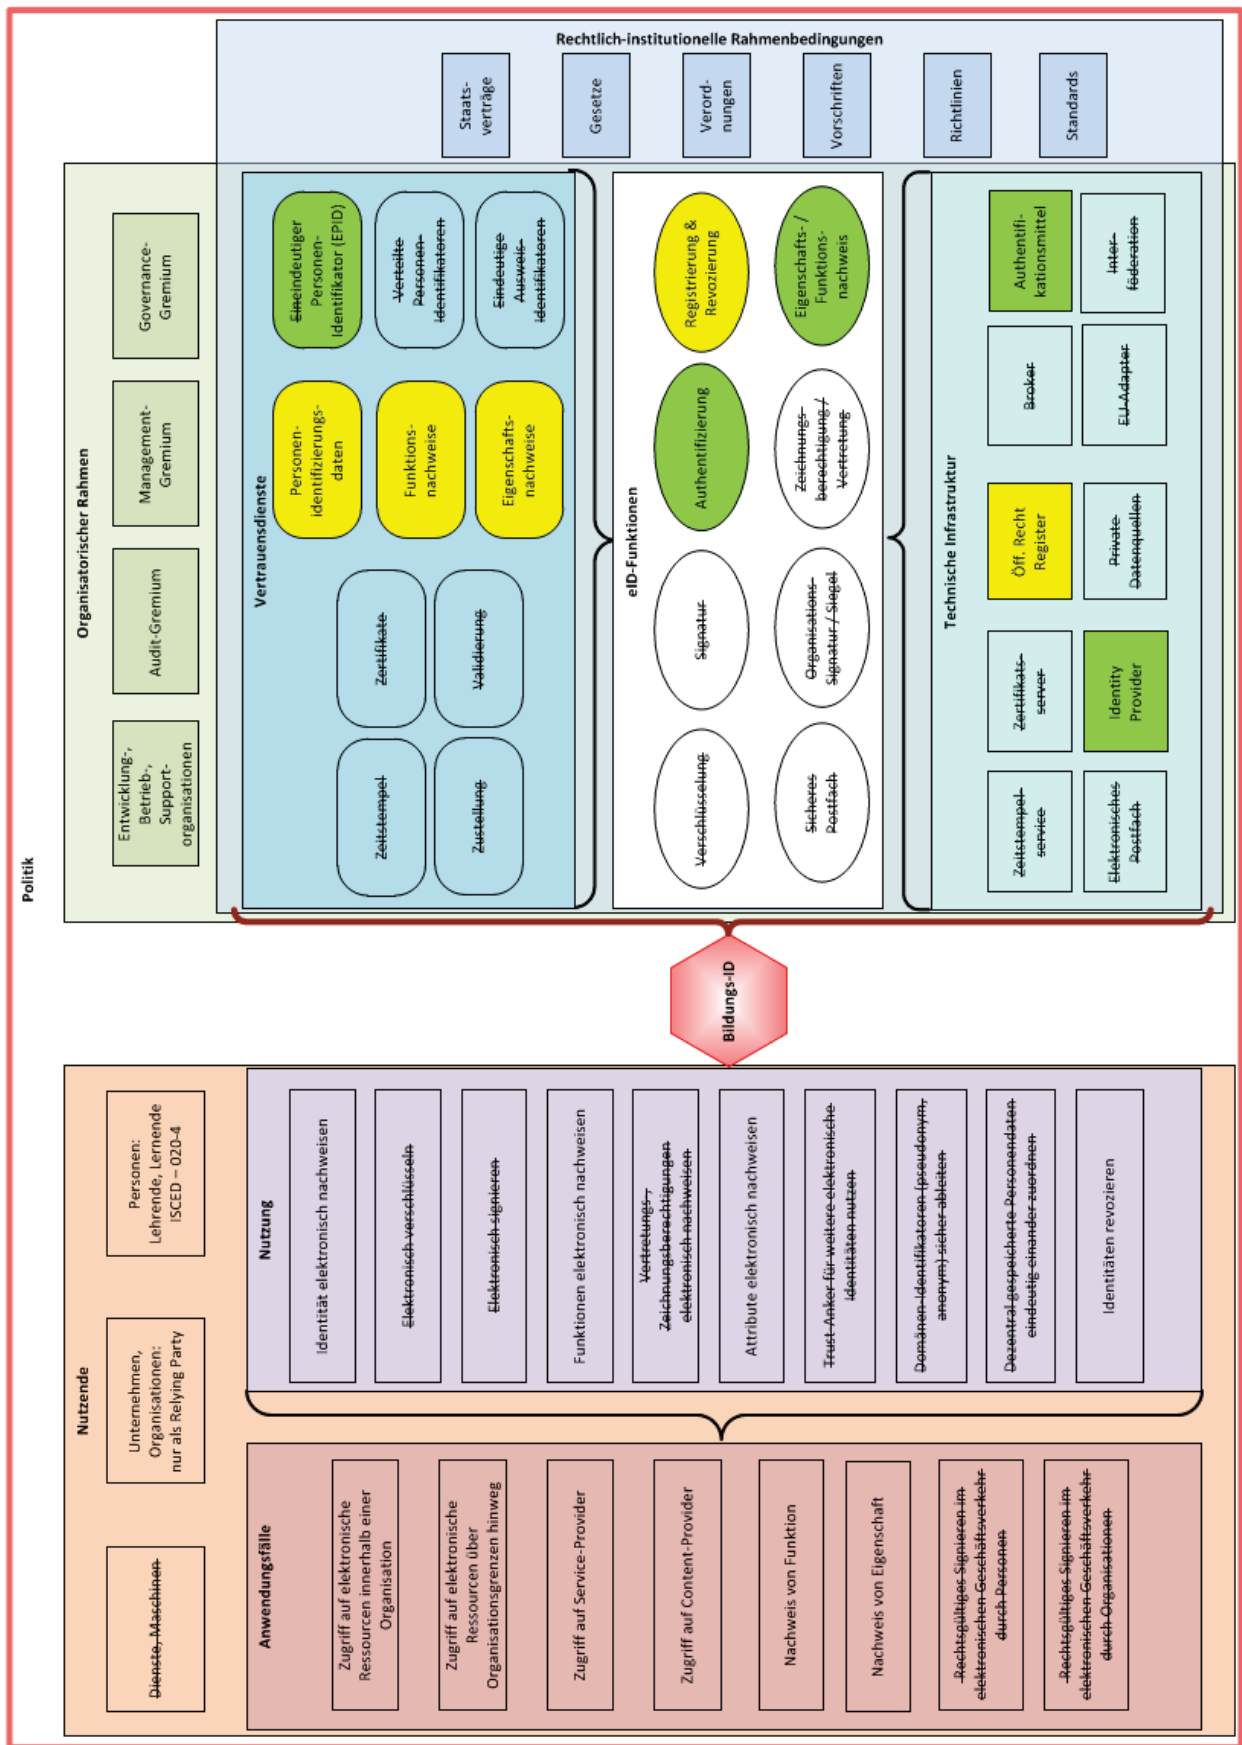 Politik
Nutzende
Dienste, Maschinen
Unternehmen,
Organisationen:
nur als Relying Party
Personen:
Lehrende, Lernende
ISCED – 020-4
Anwendungsfälle
Zugriff auf elektronische
Ressourcen innerhalb einer
Organisation
Zugriff auf elektronische
Ressourcen über
Organisationsgrenzen hinweg
Zugriff auf Service-Provider
Zugriff auf Content-Provider
Nachweis von Funktion
Nachweis von Eigenschaft
Rechtsgültiges Signieren im
elektronischen Geschäftsverkehr
durch Personen
Rechtsgültiges Signieren im
elektronischen Geschäftsverkehr
durch Organisationen
Nutzung
Identität elektronisch nachweisen
Elektronisch verschlüsseln
Elektronisch signieren
Funktionen elektronisch nachweisen
Vertretungs-,
Zeichnungsberechtigungen
elektronisch nachweisen
Attribute elektronisch nachweisen
Trust Anker für weitere elektronische
Identitäten nutzen
Domänen-Identifikatoren (pseudonym,
anonym) sicher ableiten
Dezentral gespeicherte Personendaten
eindeutig einander zuordnen
Identitäten revozieren
Bildungs-ID
Organisatorischer Rahmen
Entwicklung-,
Betrieb-,
Support-
organisationen
Audit-Gremium
Management-
Gremium
Governance-
Gremium
Vertrauensdienste
Zeitstempel
Zertifikate
Personen-
identifizierungs-
daten
Eineindeutiger
Personen-
Identifikator (EPID)
Funktions-
nachweise
Verteilte
Personen-
Identifikatoren
Zustellung
Validierung
Eigenschafts-
nachweise
Eindeutige
Ausweis-
Identifikatoren
eID-Funktionen
Verschlüsselung
Signatur
Authentifizierung
Registrierung &
Revozierung
Sicheres
Postfach
Organisations-
Signatur / Siegel
Zeichnungs-
berechtigung /
Vertretung
Eigenschafts- /
Funktions-
nachweis
Technische Infrastruktur
Zeitstempel-
service
Zertifikats-
server
Öff. Recht
Register
Broker
Authentifi-
kationsmittel
Elektronisches
Postfach
Identity
Provider
Private
Datenquellen
EU-Adapter
Inter-
föderation
Rechtlich-institutionelle Rahmenbedingungen
Staats-
verträge
Gesetze
Verord-
nungen
Vorschriften
Richtlinien
Standards